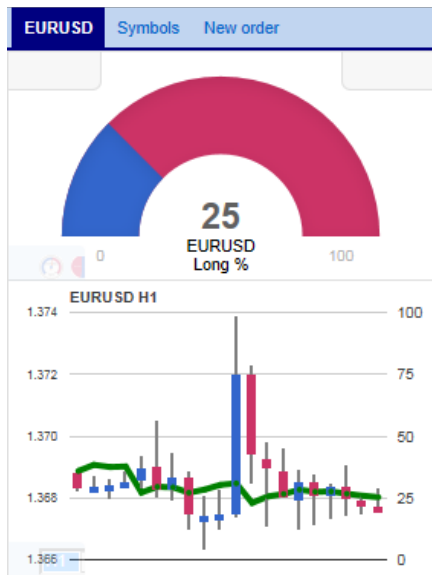 EURUSD Symbols New order
25
EURUSD
Long %
0 100
EURUSD H1
1.374 100
1.372 75
1.370 50
1.368 25
1.366 0